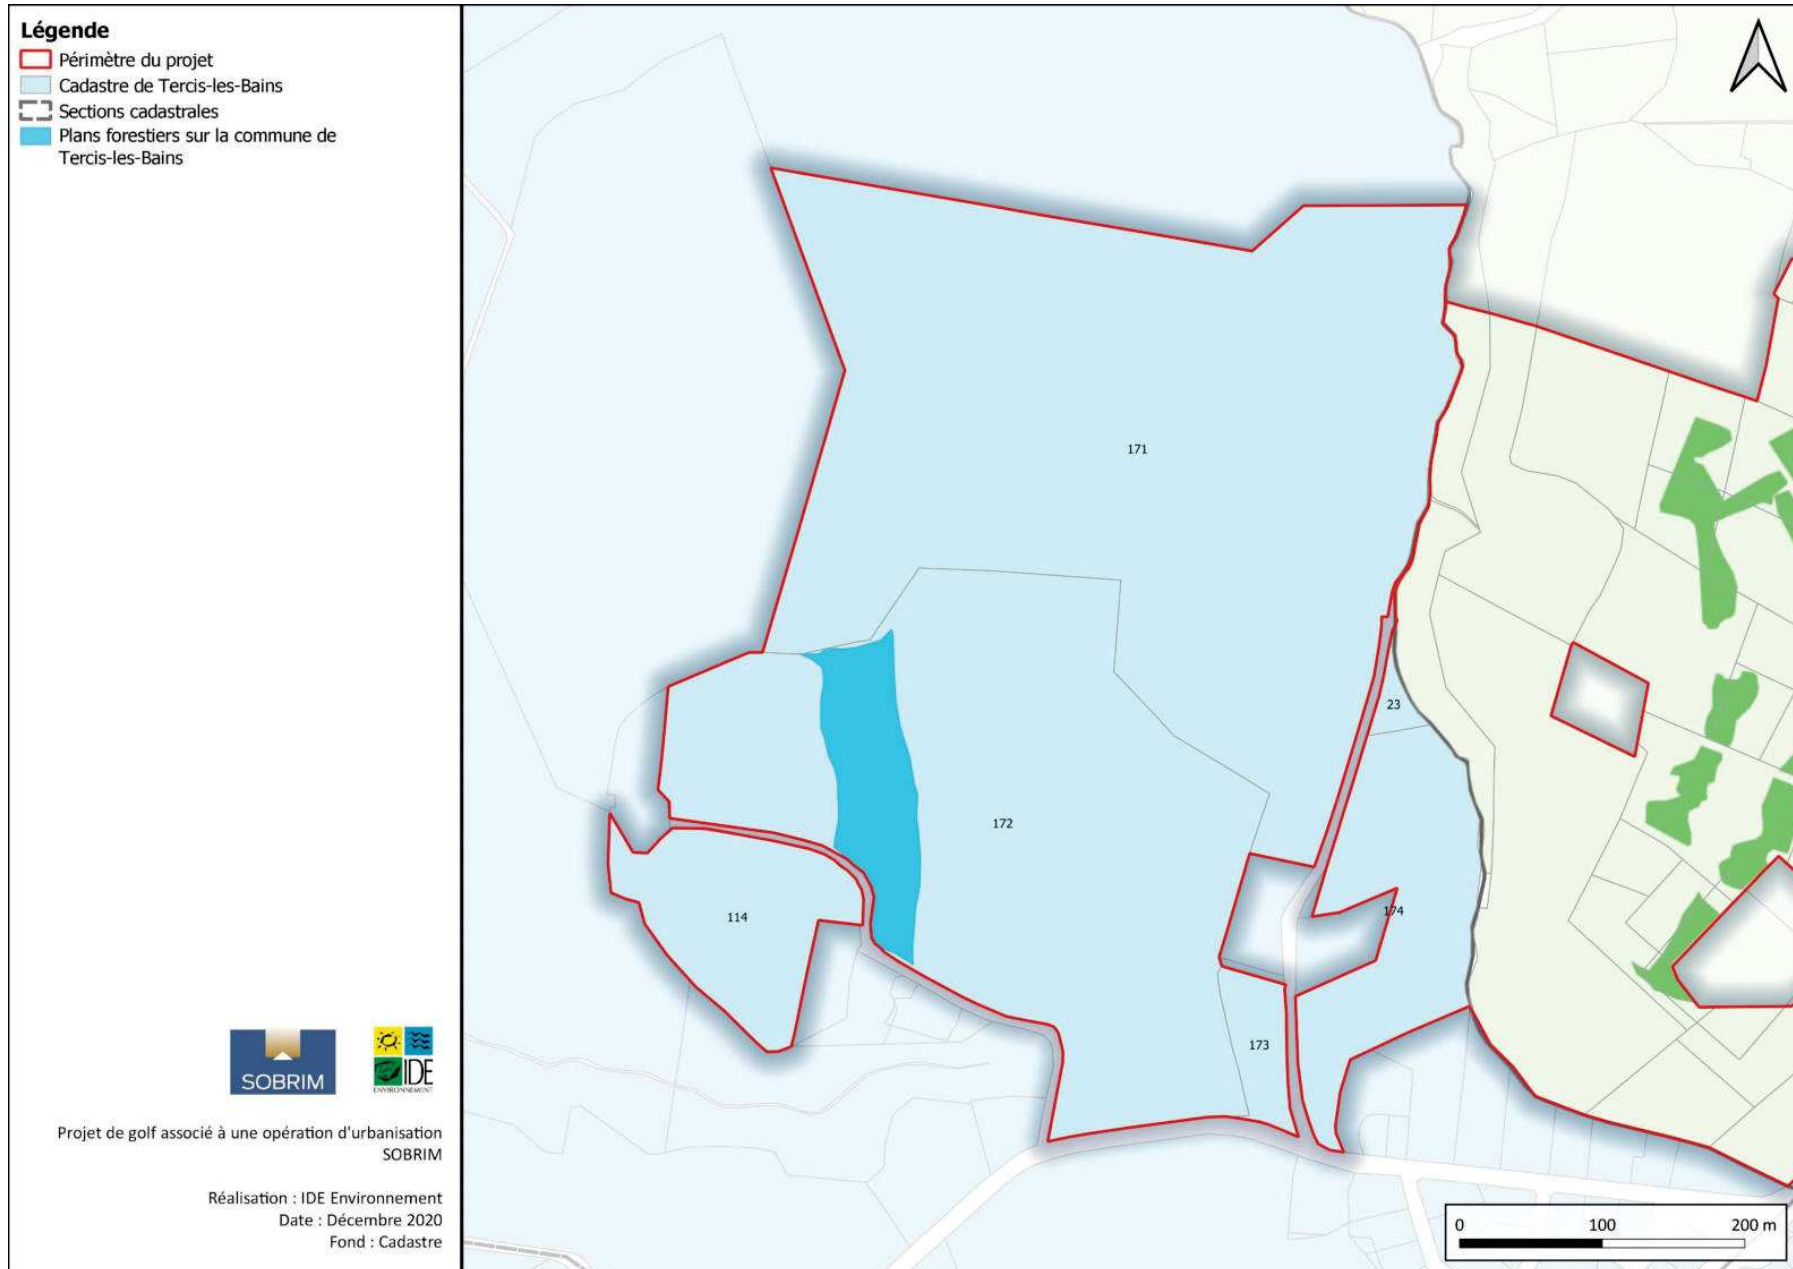 Légende
Périmètre du projet
Cadastre de Tercis-les-Bains
Sections cadastrales
Plans forestiers sur la commune de
Tercis-les-Bains
171
23
172
174
114
173
SOBRIM
IDE
ENVIRONNEMENT
Projet de golf associé à une opération d'urbanisation
SOBRIM
Réalisation : IDE Environnement
Date : Décembre 2020
Fond : Cadastre
0 100 200 m